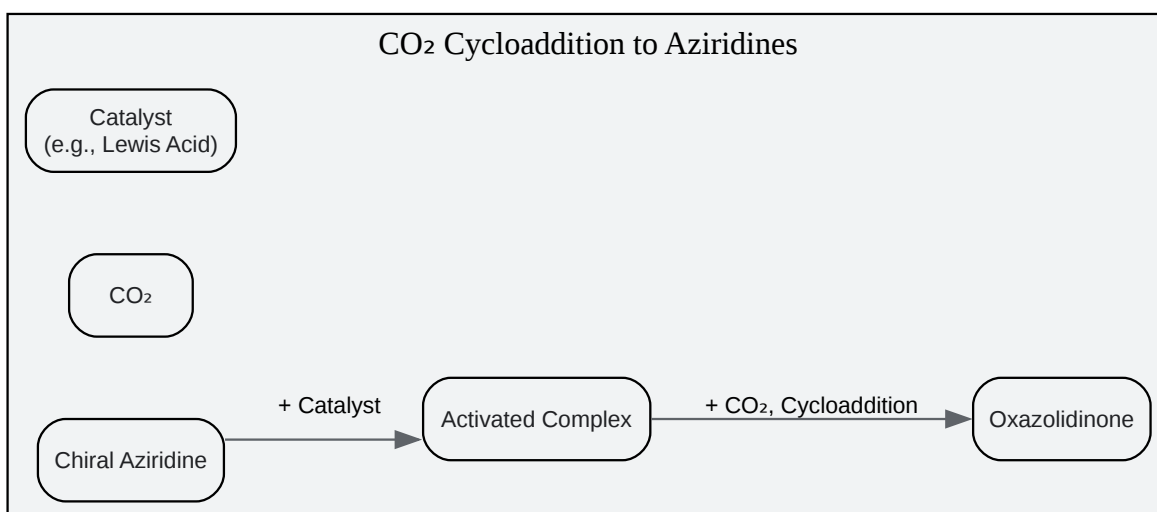 CO₂ Cycloaddition to Aziridines
Catalyst
(e.g., Lewis Acid)
CO₂
Chiral Aziridine
+ Catalyst
Activated Complex
+ CO₂, Cycloaddition
Oxazolidinone